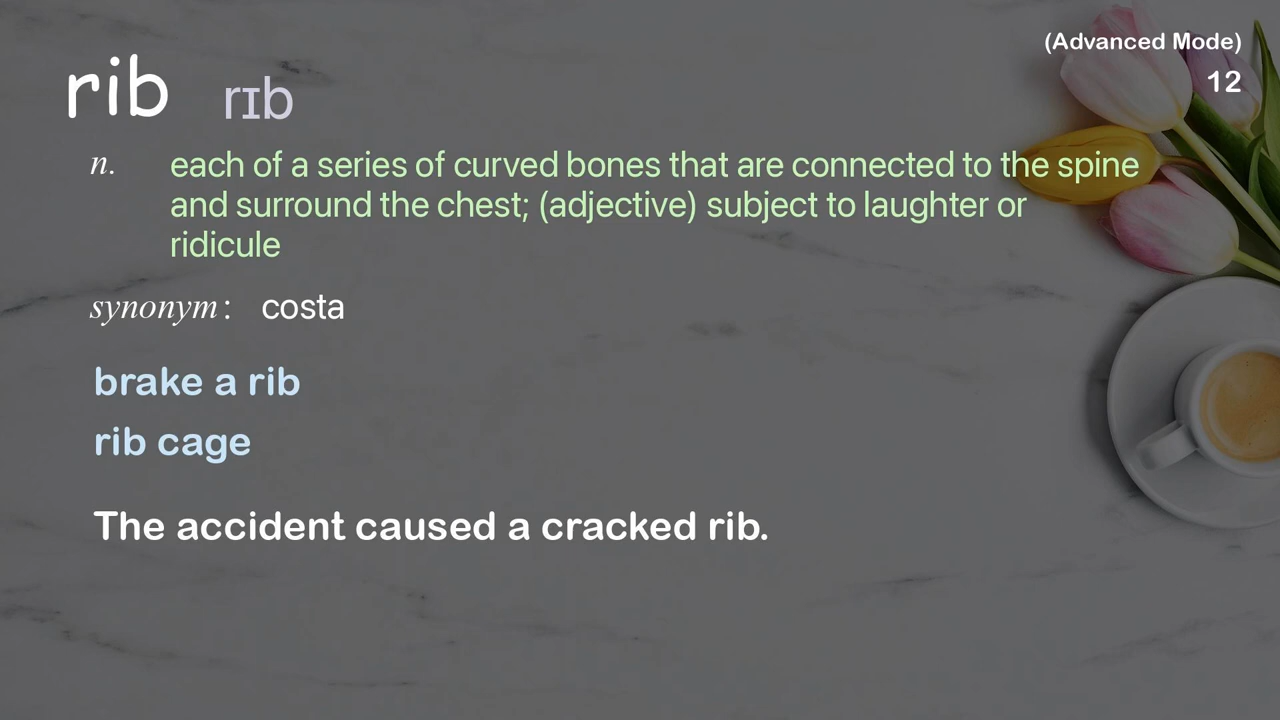 (Advanced Mode)
12
rib rɪb
n. each of a series of curved bones that are connected to the spine
and surround the chest; (adjective) subject to laughter or
ridicule
synonym: costa
brake a rib
rib cage
The accident caused a cracked rib.